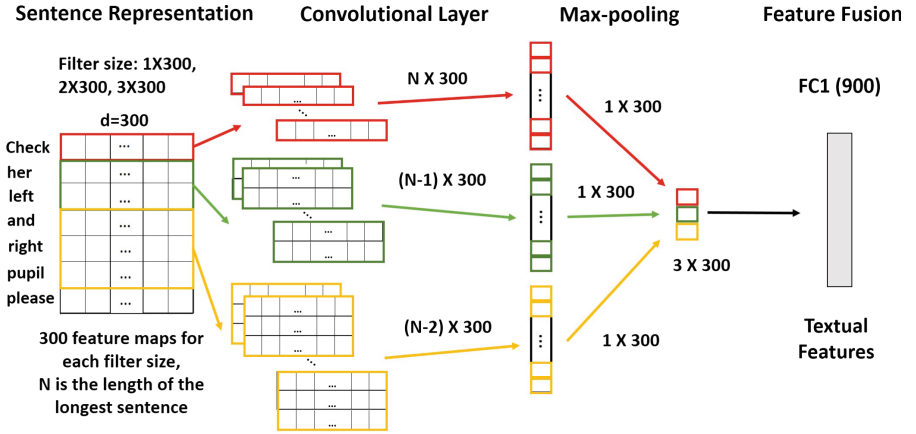 Sentence Representation
Convolutional Layer
Max-pooling
Feature Fusion
Filter size: 1X300,
2X300, 3X300
d=300
Check
her
left
and
right
pupil
please
...
...
...
...
...
...
...
300 feature maps for
each filter size,
N is the length of the
longest sentence
...
...
...
...
...
...
...
...
...
...
...
...
...
...
N X 300
(N-1) X 300
(N-2) X 300
...
...
...
1 X 300
1 X 300
1 X 300
3 X 300
FC1 (900)
Textual
Features